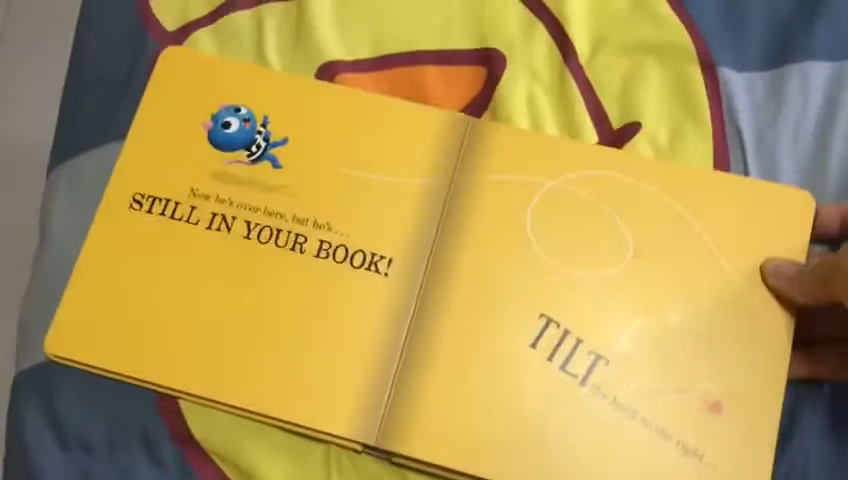 Now he's over here, but he's...
STILL IN YOUR BOOK!
TILT
the book to the right...